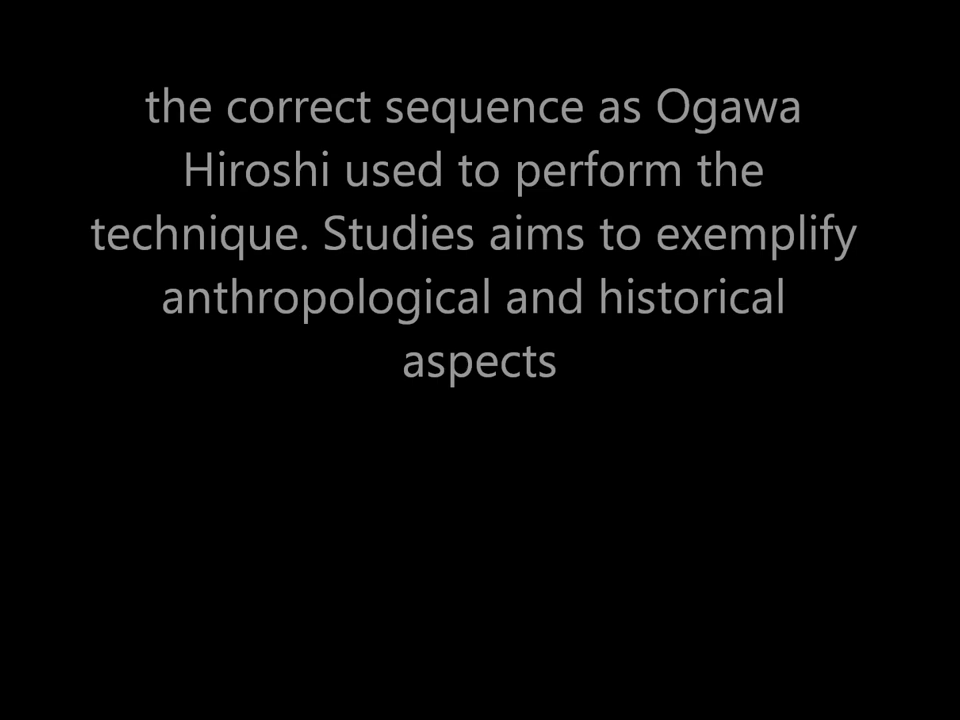 the correct sequence as Ogawa
Hiroshi used to perform the
technique. Studies aims to exemplify
anthropological and historical
aspects